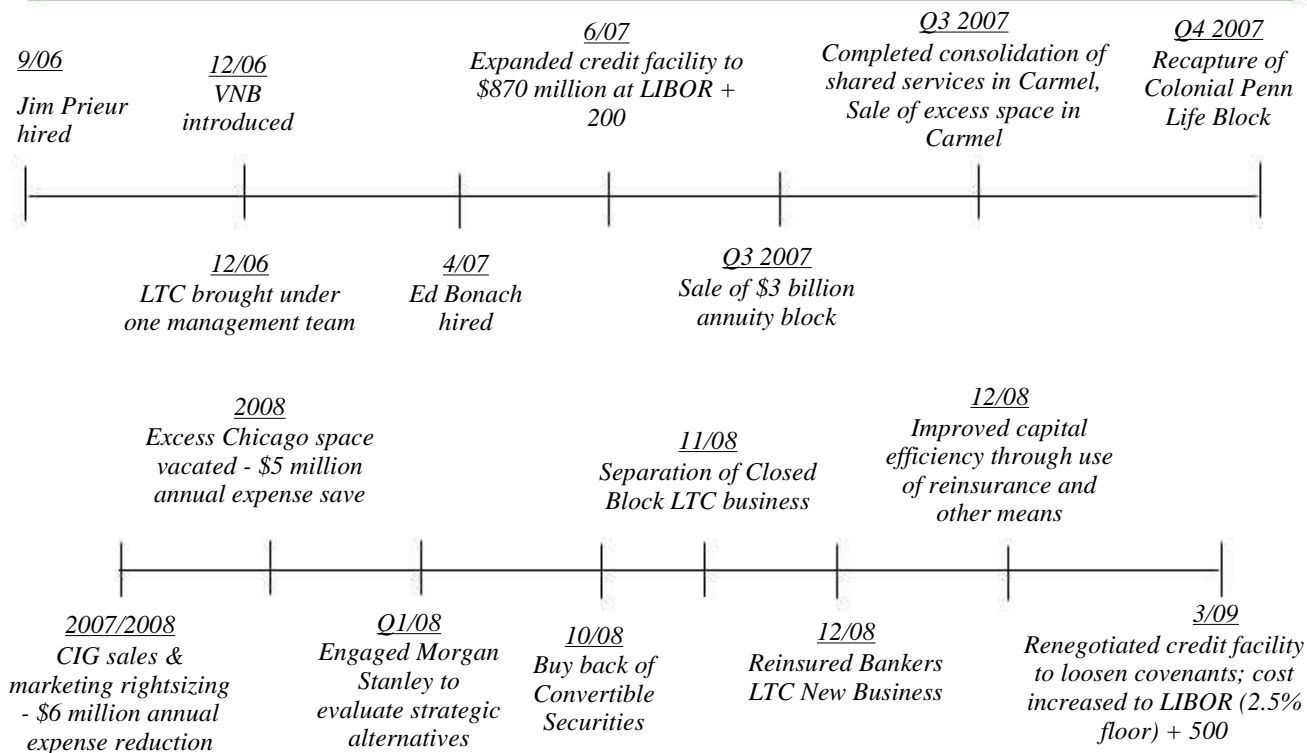 9/06
Jim Prieur
hired
12/06
VNB
introduced
6/07
Expanded credit facility to
$870 million at LIBOR +
200
Q3 2007
Completed consolidation of
shared services in Carmel,
Sale of excess space in
Carmel
Q4 2007
Recapture of
Colonial Penn
Life Block
12/06
LTC brought under
one management team
4/07
Ed Bonach
hired
Q3 2007
Sale of $3 billion
annuity block
2008
Excess Chicago space
vacated - $5 million
annual expense save
11/08
Separation of Closed
Block LTC business
12/08
Improved capital
efficiency through use
of reinsurance and
other means
2007/2008
CIG sales &
marketing rightsizing
- $6 million annual
expense reduction
Q1/08
Engaged Morgan
Stanley to
evaluate strategic
alternatives
10/08
Buy back of
Convertible
Securities
12/08
Reinsured Bankers
LTC New Business
3/09
Renegotiated credit facility
to loosen covenants; cost
increased to LIBOR (2.5%
floor) + 500